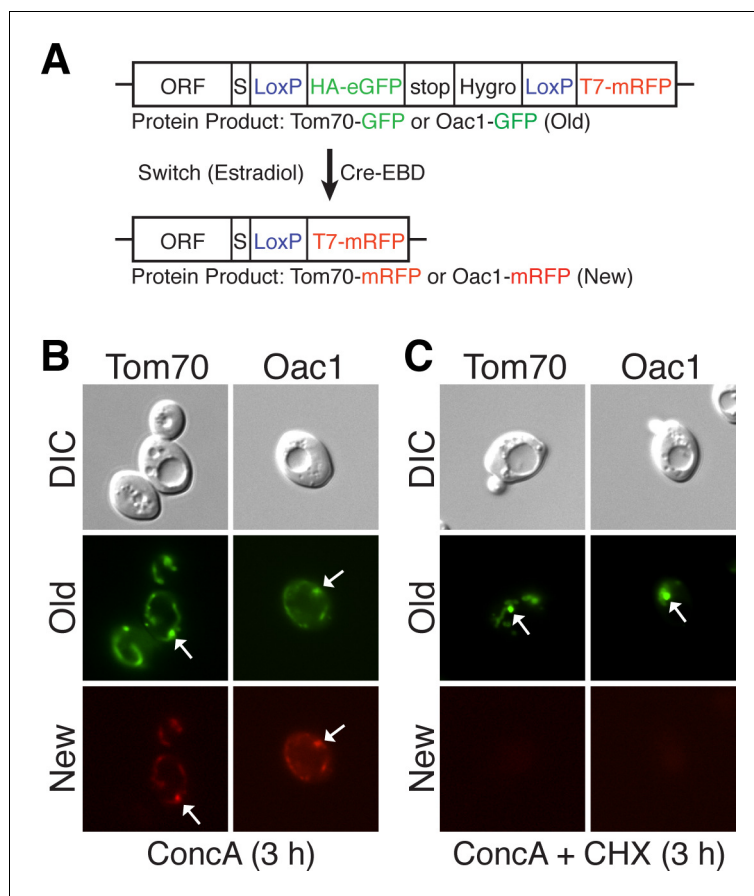 A
ORF S LoxP HA-eGFP stop Hygro LoxP T7-mRFP
Protein Product: Tom70-GFP or Oac1-GFP (Old)
Switch (Estradiol) Cre-EBD
ORF S LoxP T7-mRFP
Protein Product: Tom70-mRFP or Oac1-mRFP (New)
B
Tom70 Oac1
DIC
Old
New
ConcA (3 h)
C
Tom70 Oac1
DIC
Old
New
ConcA + CHX (3 h)